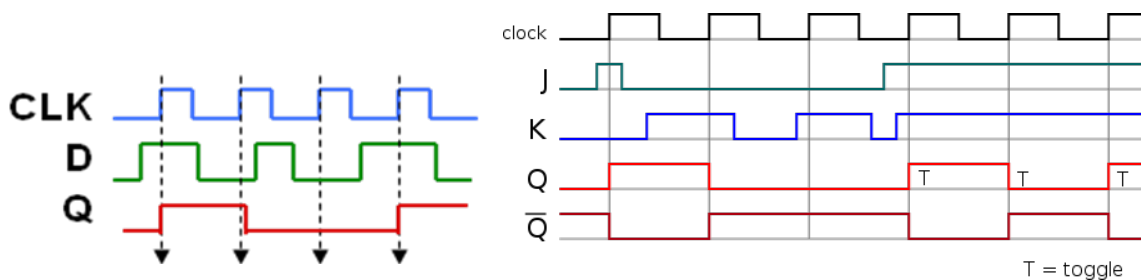 CLK
D
Q
clock
J
K
Q T T T
Q̅
T = toggle